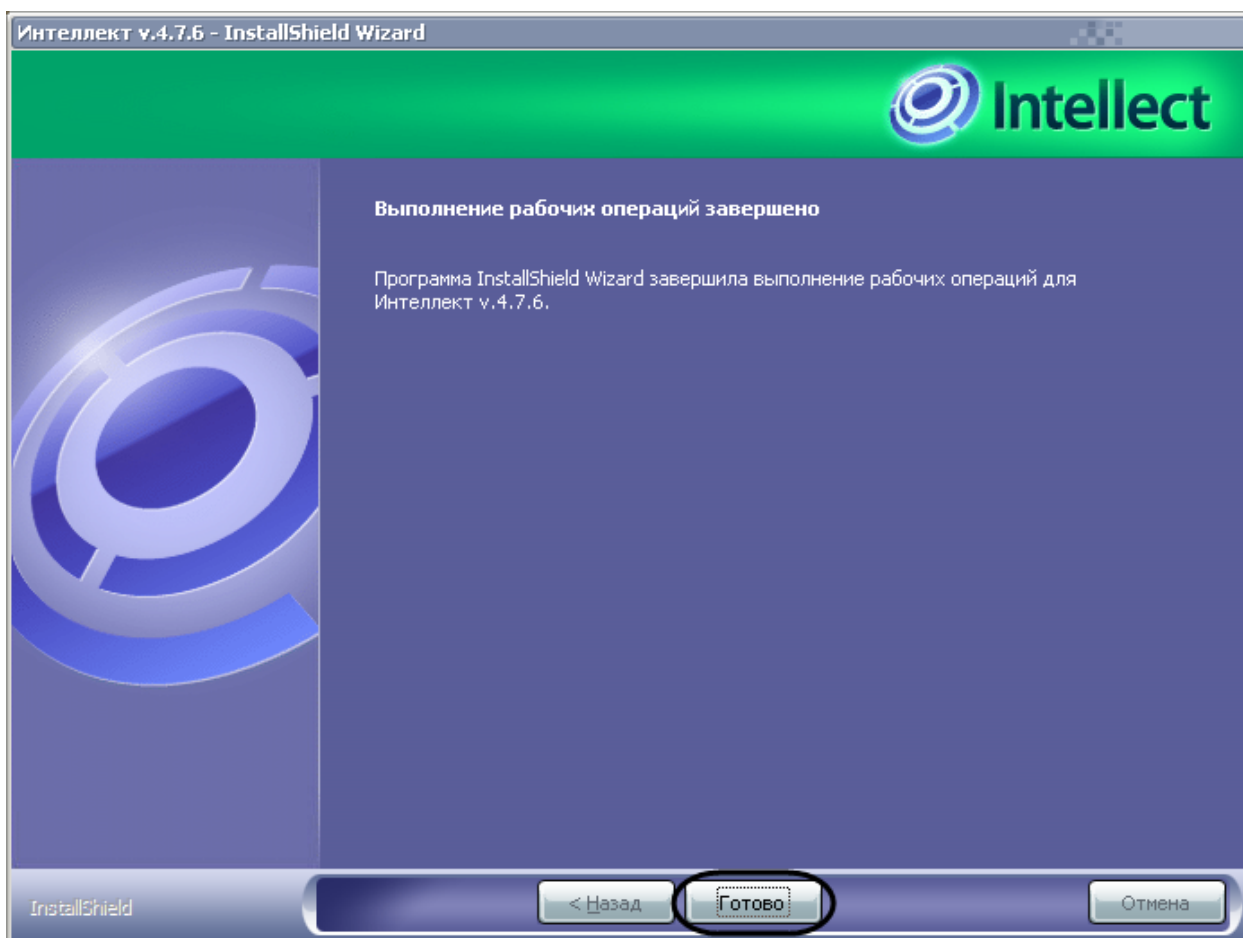 Интеллект v.4.7.6 - InstallShield Wizard
Intellect
Выполнение рабочих операций завершено
Программа InstallShield Wizard завершила выполнение рабочих операций для
Интеллект v.4.7.6.
InstallShield
< Назад
Готово
Отмена